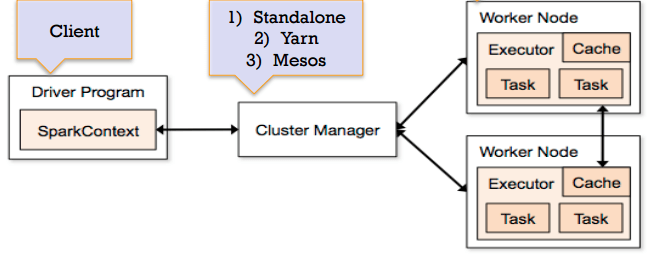 Client
1) Standalone
2) Yarn
3) Mesos
Driver Program
SparkContext
Cluster Manager
Worker Node
Executor
Cache
Task
Task
Worker Node
Executor
Cache
Task
Task